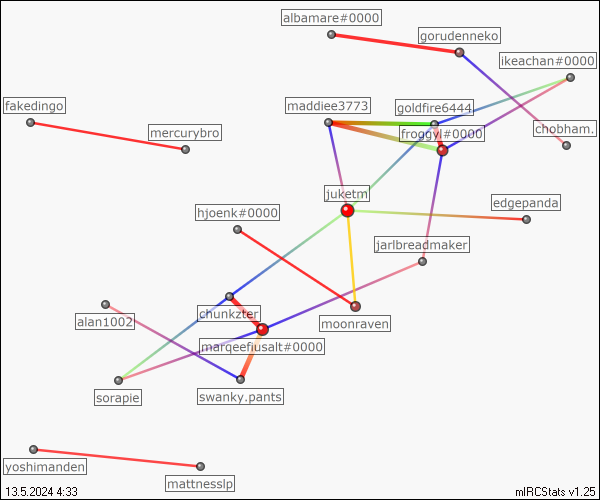 albamare#0000
gorudenneko
ikeachan#0000
fakedingo
maddiee3773
goldfire6444
mercurybro
froggyj#0000
chobham.
juketm
hjoenk#0000
edgepanda
jarlbreadmaker
chunkzter
alan1002
moonraven
marqeefiusalt#0000
sorapie
swanky.pants
yoshimanden
mattnesslp
13.5.2024 4:33
mIRCStats v1.25